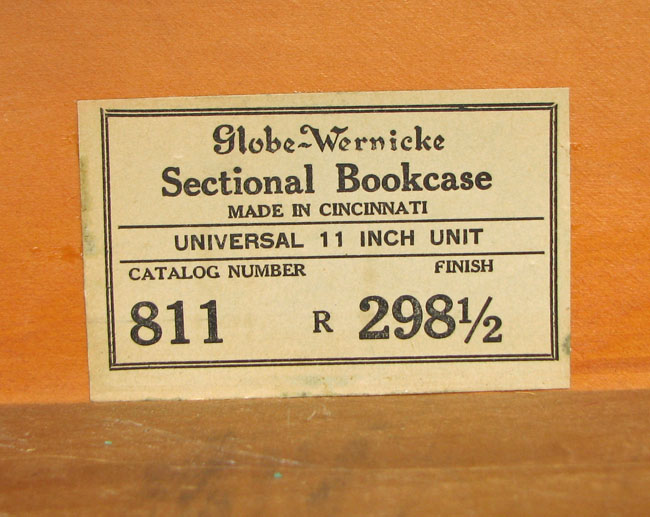 Globe-Wernicke
Sectional Bookcase
MADE IN CINCINNATI
UNIVERSAL 11 INCH UNIT
CATALOG NUMBER FINISH
811 R 298½